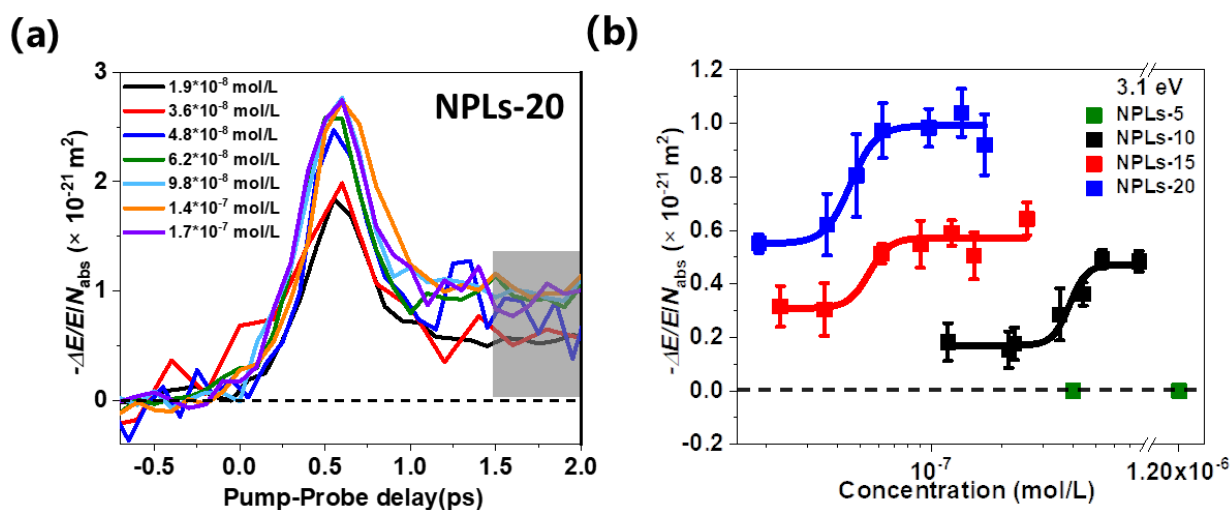 (a)
-ΔE/E/Nabs (× 10-21 m2)
3
2
1
0
1.9*10-8 mol/L
3.6*10-8 mol/L
4.8*10-8 mol/L
6.2*10-8 mol/L
9.8*10-8 mol/L
1.4*10-7 mol/L
1.7*10-7 mol/L
NPLs-20
-0.5 0.0 0.5 1.0 1.5 2.0
Pump-Probe delay(ps)
(b)
-ΔE/E/Nabs (× 10-21 m2)
1.2
1.0
0.8
0.6
0.4
0.2
0.0
-0.2
3.1 eV
NPLs-5
NPLs-10
NPLs-15
NPLs-20
10-7 1.20x10-6
Concentration (mol/L)